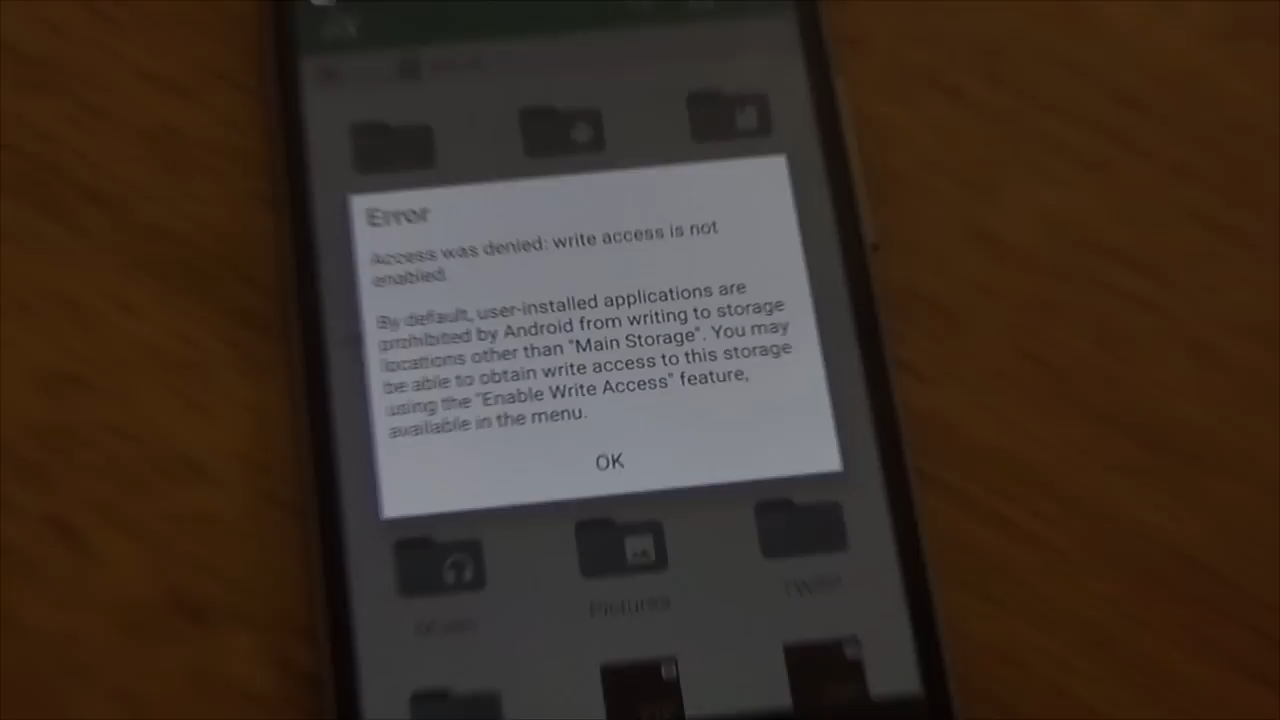 Error
Access was denied: write access is not
enabled.
By default, user-installed applications are
prohibited by Android from writing to storage
locations other than "Main Storage". You may
be able to obtain write access to this storage
using the "Enable Write Access" feature,
available in the menu.
OK
Pictures